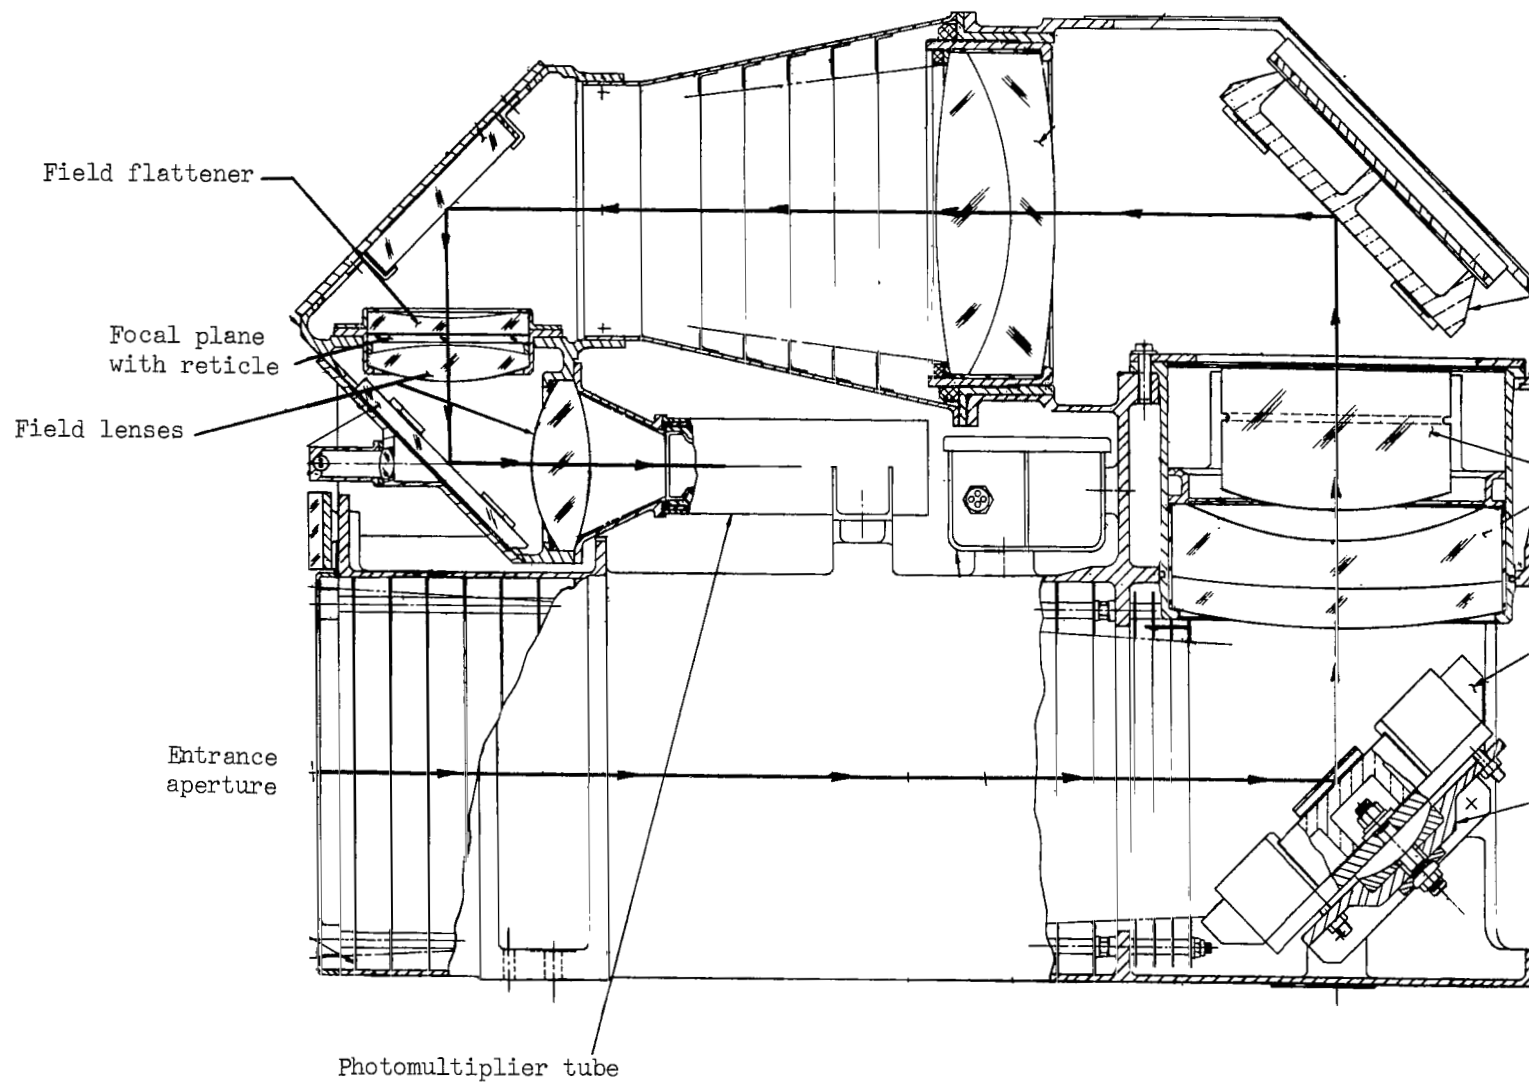 Field flattener
Focal plane
with reticle
Field lenses
Entrance
aperture
Photomultiplier tube